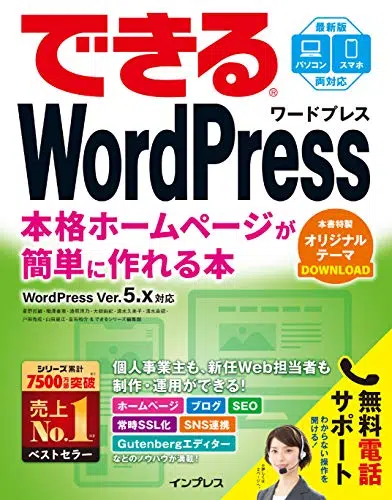 できる®
最新版
パソコン スマホ
両対応
ワードプレス
WordPress
本格ホームページが
簡単に作れる本
WordPress Ver.5.x対応
本書特製
オリジナル
テーマ
DOWNLOAD
シリーズ累計
7500万部突破
売上
No.1
ベストセラー
個人事業主も、新任Web担当者も
制作・運用ができる!
ホームページ ブログ SEO
常時SSL化 SNS連携
Gutenbergエディター
などのノウハウが満載!
無料電話
サポート
わからない操作を
聞ける!
インプレス